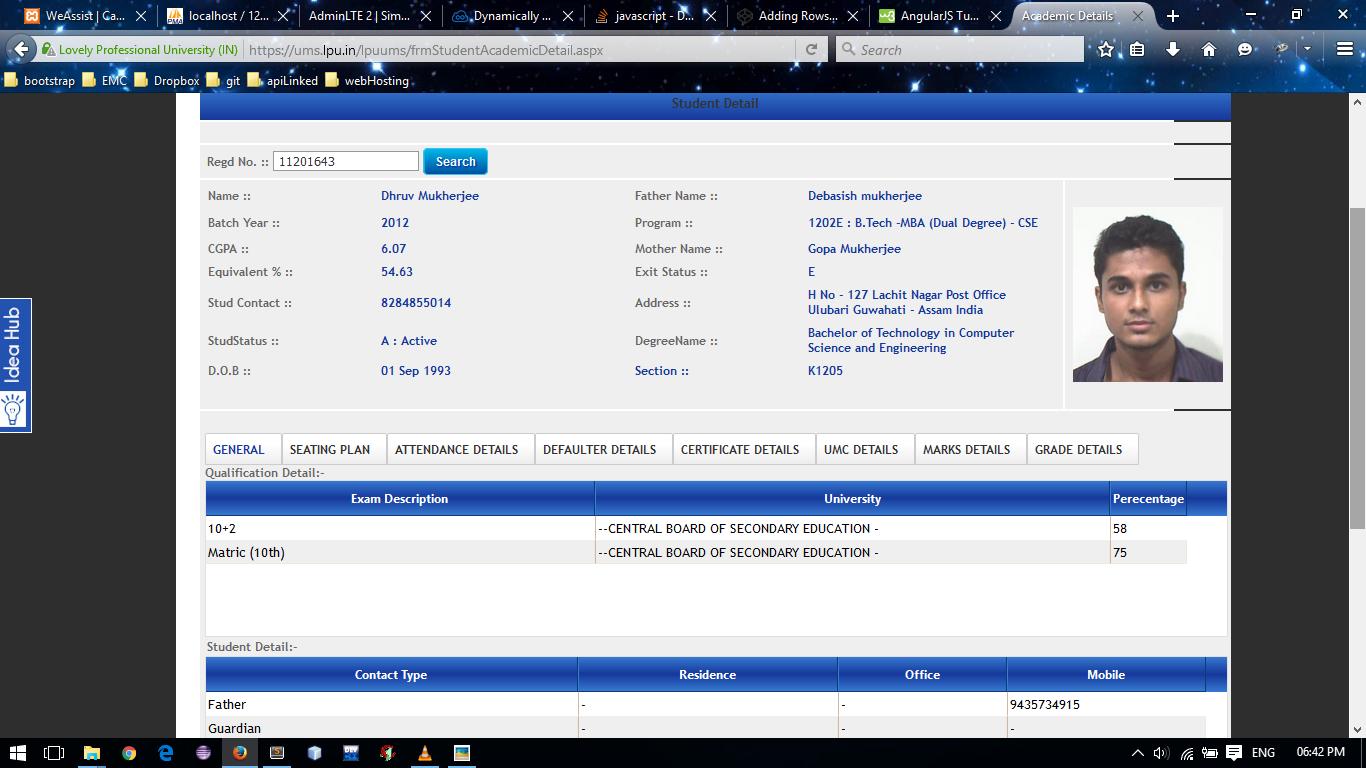 WeAssist | Ca...
localhost / 12...
AdminLTE 2 | Sim...
Dynamically ...
javascript - D...
Adding Rows...
AngularJS Tu...
Academic Details
Lovely Professional University (IN)
https://ums.lpu.in/lpuums/frmStudentAcademicDetail.aspx
Search
bootstrap EMC Dropbox git apiLinked webHosting
Student Detail
Regd No. :: 11201643 Search
Name :: Dhruv Mukherjee Father Name :: Debasish mukherjee
Batch Year :: 2012 Program :: 1202E : B.Tech -MBA (Dual Degree) - CSE
CGPA :: 6.07 Mother Name :: Gopa Mukherjee
Equivalent % :: 54.63 Exit Status :: E
Stud Contact :: 8284855014 Address :: H No - 127 Lachit Nagar Post Office
Ulubari Guwahati - Assam India
StudStatus :: A : Active DegreeName :: Bachelor of Technology in Computer
Science and Engineering
D.O.B :: 01 Sep 1993 Section :: K1205
Idea Hub
GENERAL SEATING PLAN ATTENDANCE DETAILS DEFAULTER DETAILS CERTIFICATE DETAILS UMC DETAILS MARKS DETAILS GRADE DETAILS
Qualification Detail:-
Exam Description University Perecentage
10+2 --CENTRAL BOARD OF SECONDARY EDUCATION - 58
Matric (10th) --CENTRAL BOARD OF SECONDARY EDUCATION - 75
Student Detail:-
Contact Type Residence Office Mobile
Father - - 9435734915
Guardian - - -
ENG 06:42 PM